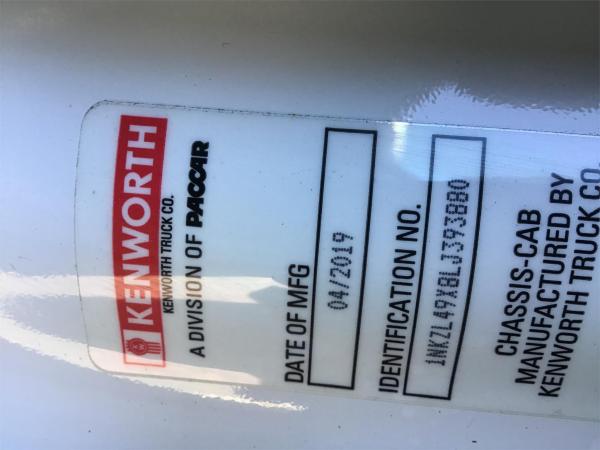 KENWORTH
KENWORTH TRUCK CO.
A DIVISION OF PACCAR
DATE OF MFG
04/2019
IDENTIFICATION NO.
1NKZL49X8LJ393880
CHASSIS-CAB
MANUFACTURED BY
KENWORTH TRUCK CO.